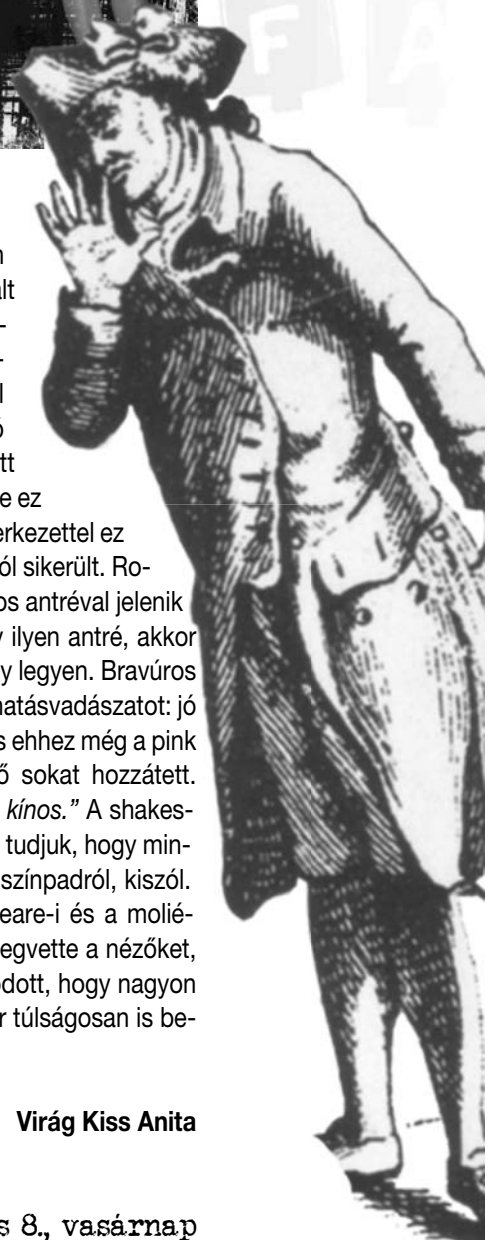 F A
tt
e ez
erkezettel ez
ól sikerült. Ro-
os antréval jelenik
ilyen antré, akkor
y legyen. Bravúros
hatásvadászatot: jó
s ehhez még a pink
ő sokat hozzátett.
kínos.” A shakes-
tudjuk, hogy min-
színpadról, kiszól.
eare-i és a molié-
egvette a nézőket,
dott, hogy nagyon
r túlságosan is be-
Virág Kiss Anita
s 8., vasárnap